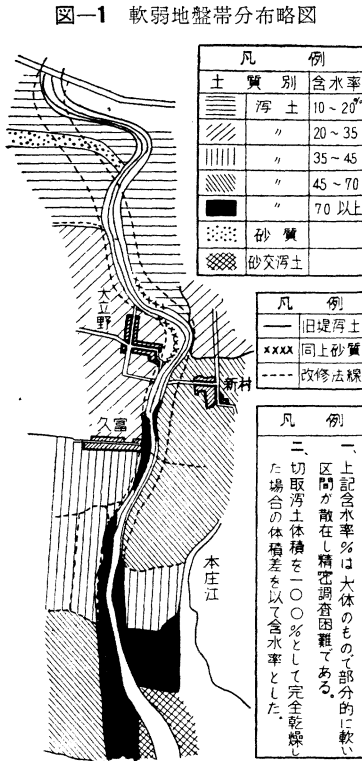 図—1 軟弱地盤帯分布略図
凡例
土質別 含水率
潟土 10~20%
〃 20~35
〃 35~45
〃 45~70
〃 70以上
砂質
砂交潟土
凡例
旧堤潟土
同上砂質
改修法線
凡例
一、上記含水率%は大体のもので部分的に軟い
区間が散在し精密調査困難である。
二、切取潟土体積を一〇〇%として完全乾燥し
た場合の体積差を以て含水率とした。
大立野
新村
久富
本庄江